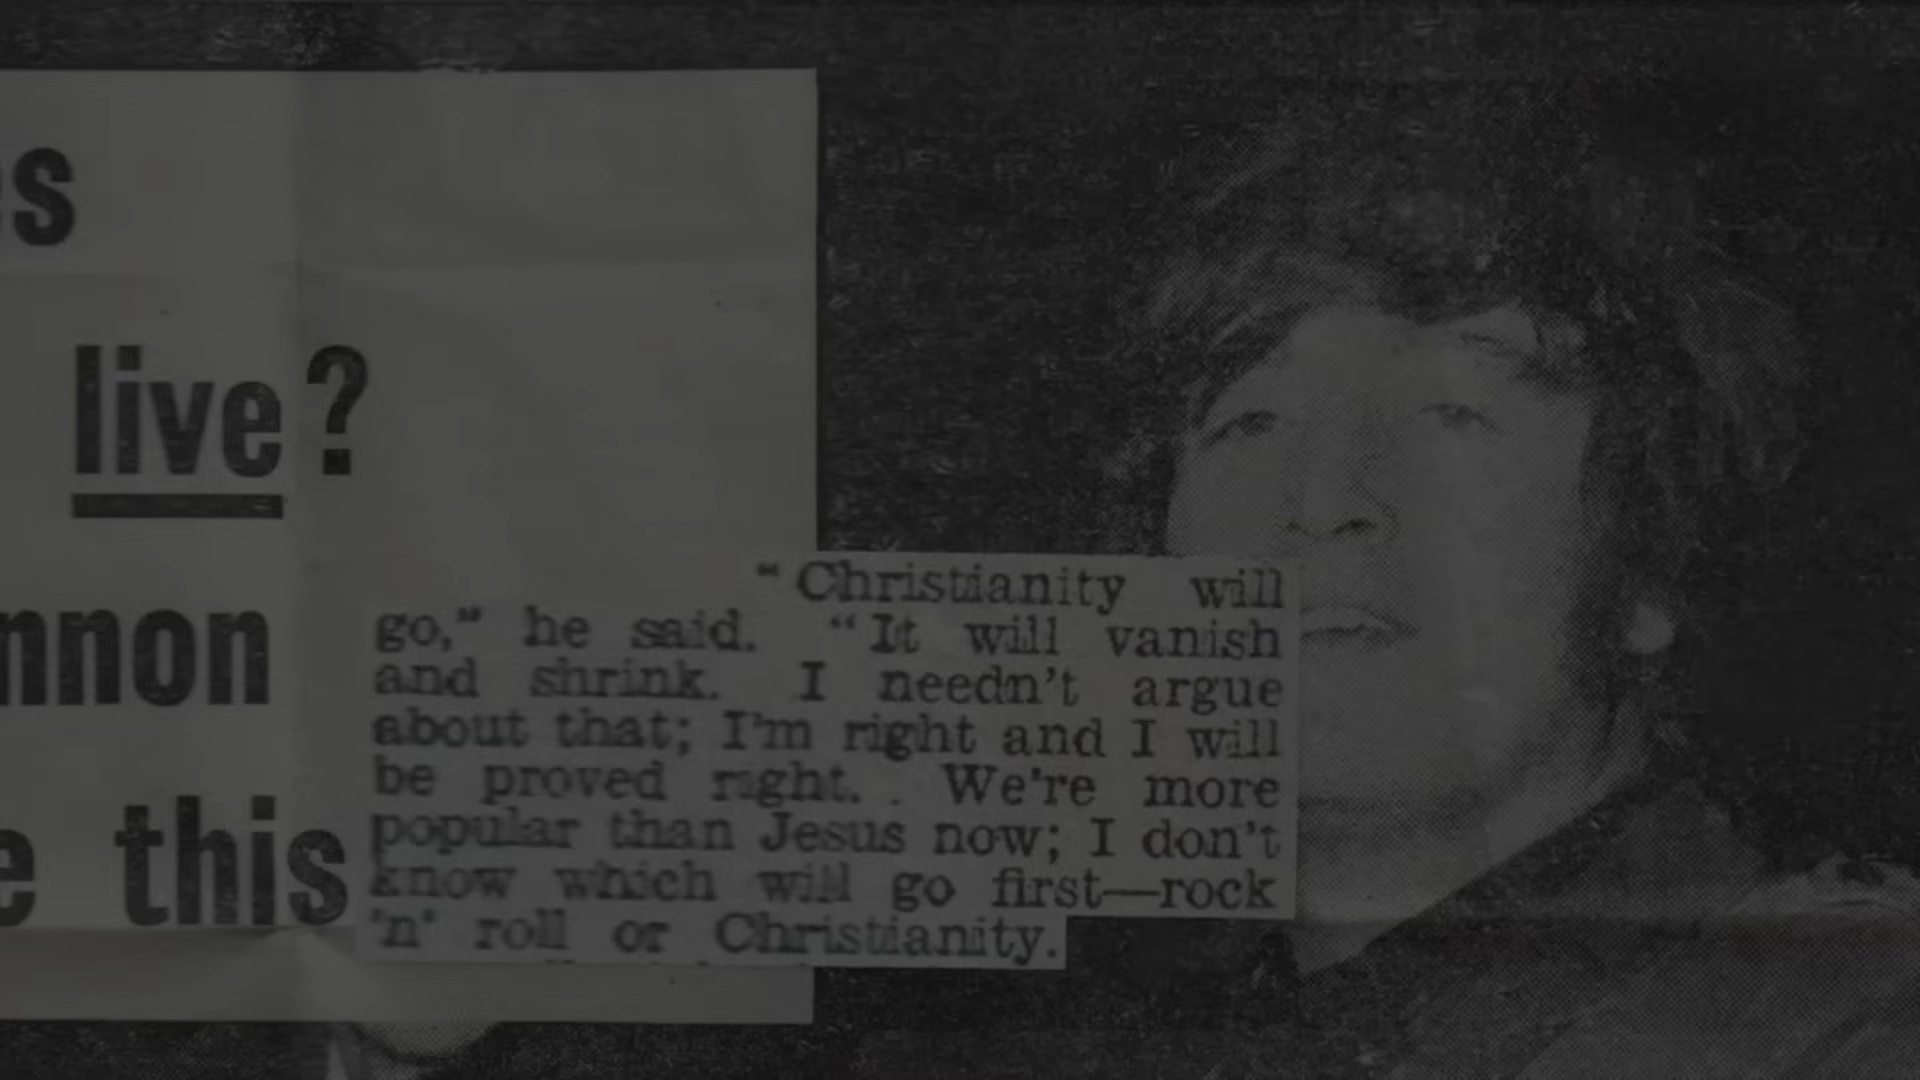 es
live?
nnon
e this
"Christianity will
go," he said. "It will vanish
and shrink. I needn't argue
about that; I'm right and I will
be proved right. . We're more
popular than Jesus now; I don't
know which will go first—rock
'n' roll or Christianity.